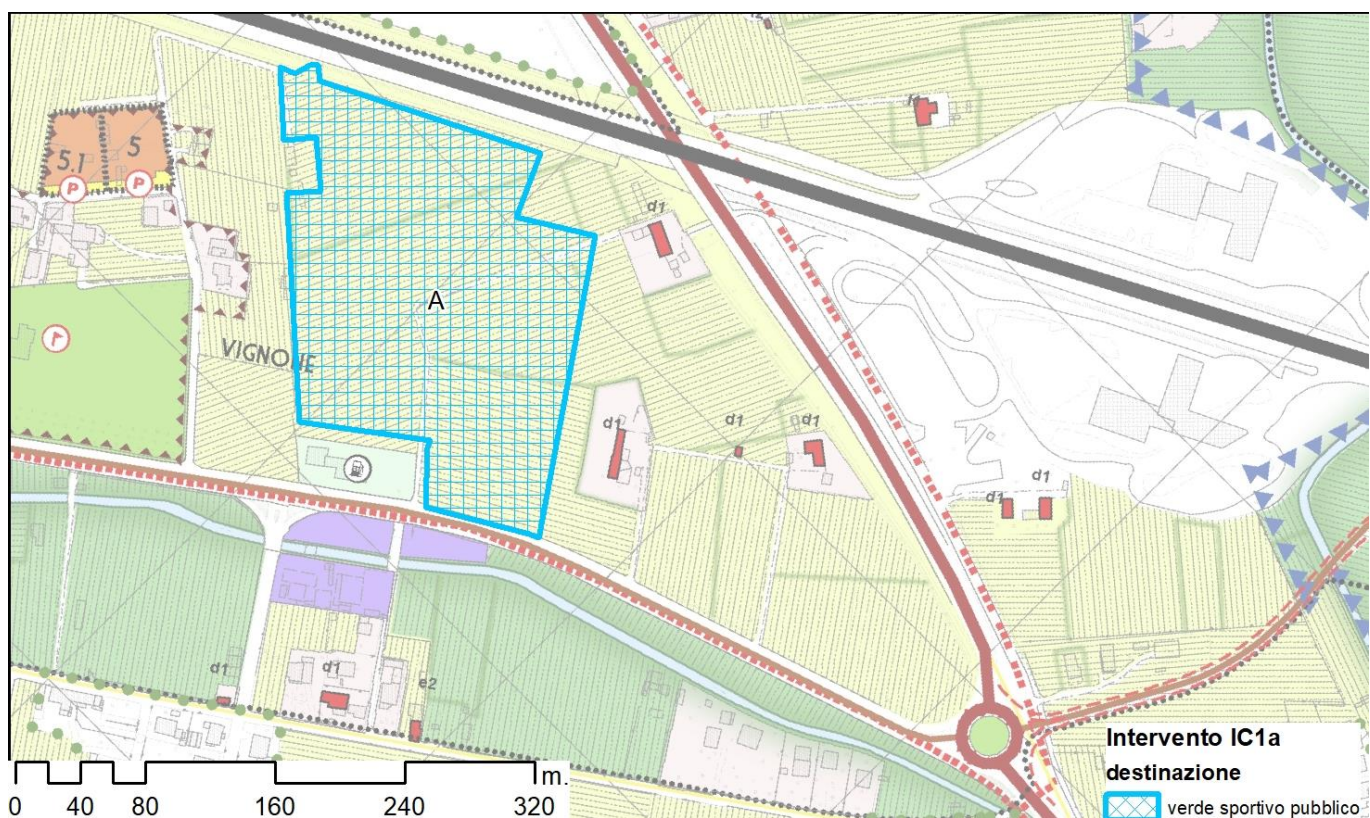 f1
5.1
5
P
P
d1
A
VIGNONE
d1
d1
d1
d1
d1
d1
d1
e2
Intervento IC1a
destinazione
verde sportivo pubblico
m.
0 40 80 160 240 320